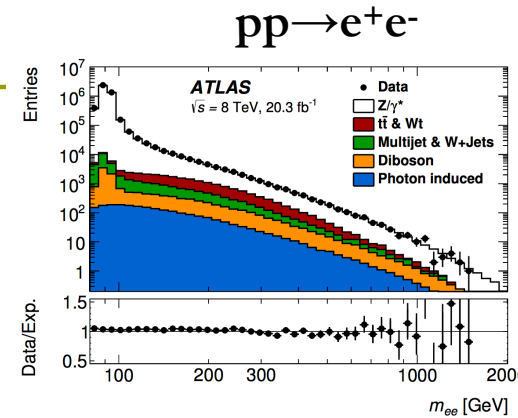 pp→e⁺e⁻
Entries
10⁷
10⁶
10⁵
10⁴
10³
10²
10
1
ATLAS
√s = 8 TeV, 20.3 fb⁻¹
Data
Z/γ*
tt̄ & Wt
Multijet & W+Jets
Diboson
Photon induced
Data/Exp.
1.5
1
0.5
100 200 300 1000 200
mₑₑ [GeV]